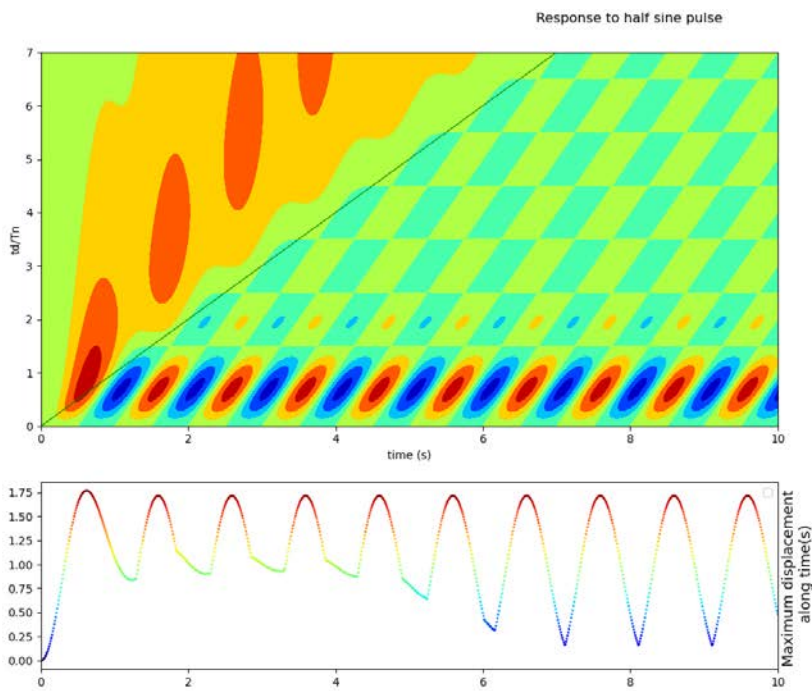 Response to half sine pulse
7
6
5
4
3
2
1
0
td/Tn
0 2 4 6 8 10
time (s)
1.75
1.50
1.25
1.00
0.75
0.50
0.25
0.00
Maximum displacement
along time(s)
0 2 4 6 8 10